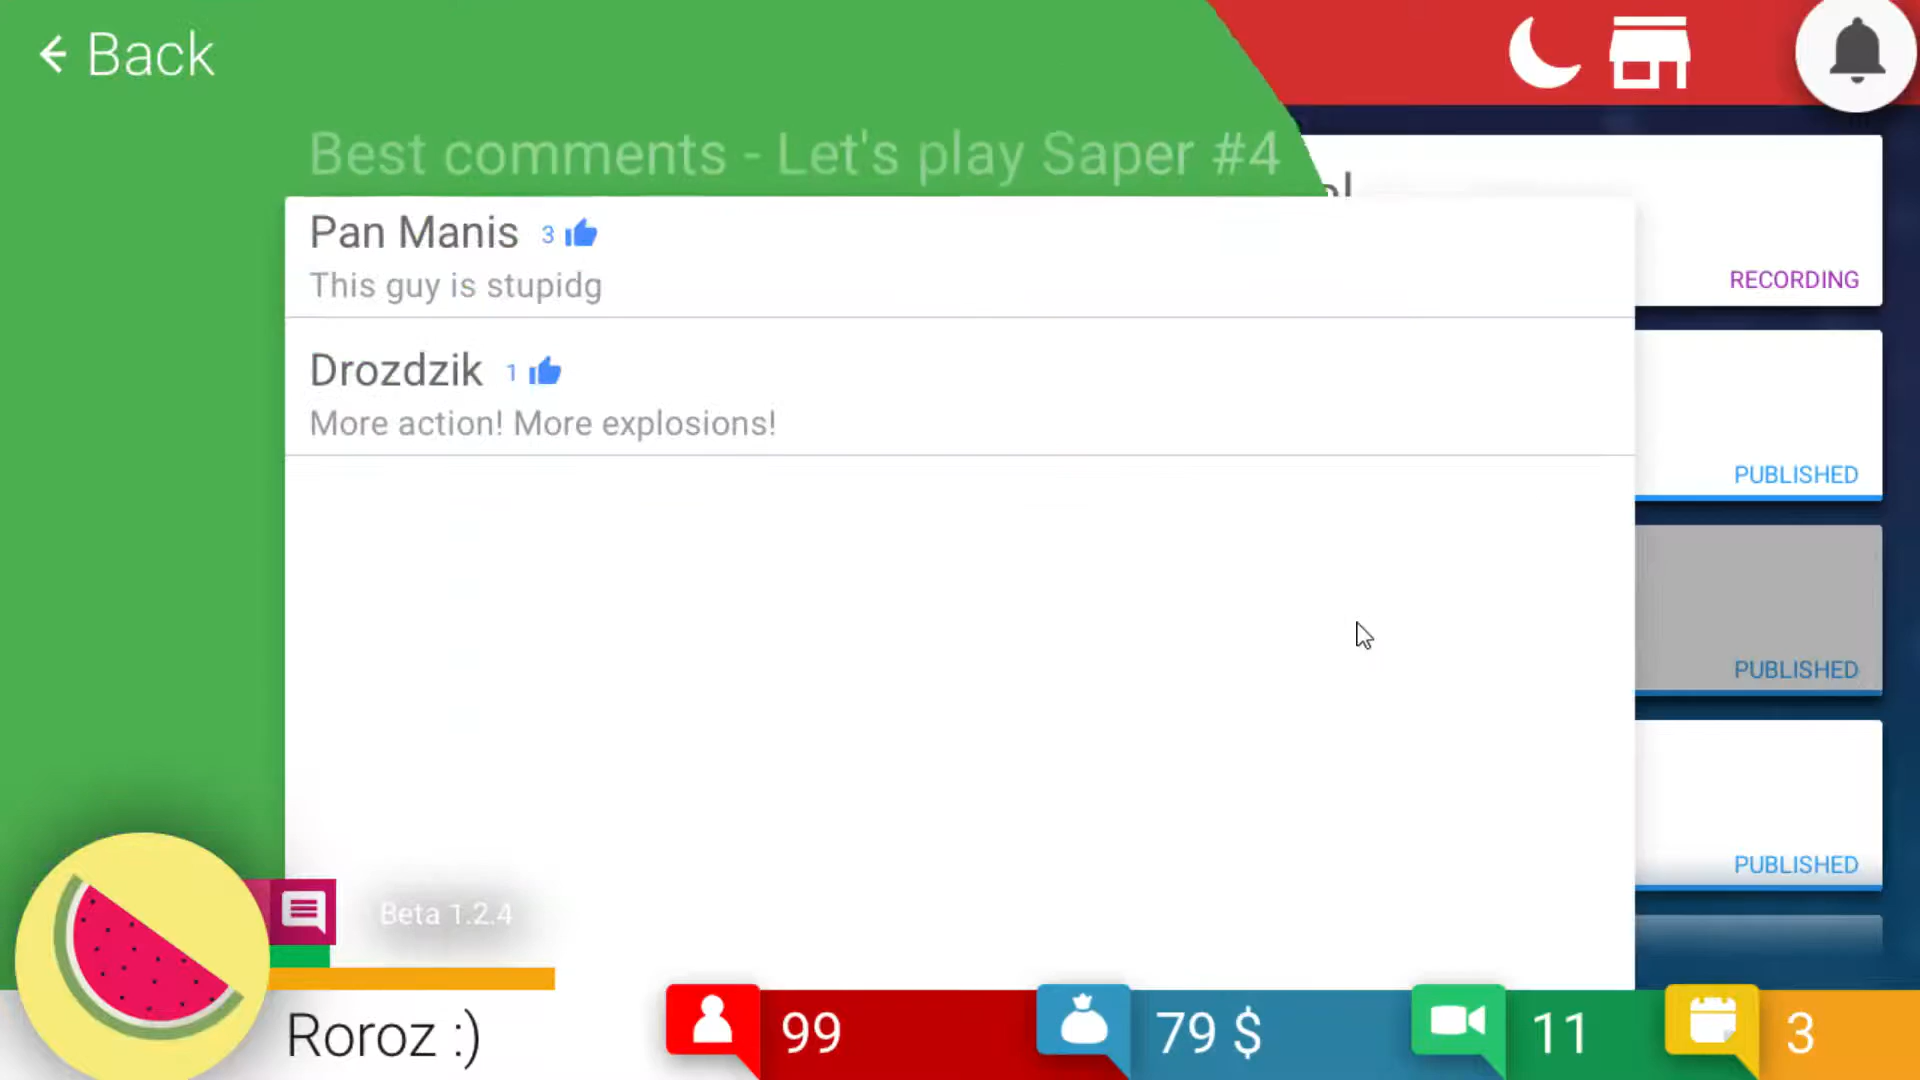 Back
Best comments - Let's play Saper #4
Pan Manis 3
This guy is stupidg
RECORDING
Drozdzik 1
More action! More explosions!
PUBLISHED
PUBLISHED
PUBLISHED
Beta 1.2.4
Roroz :)
99
79 $
11
3